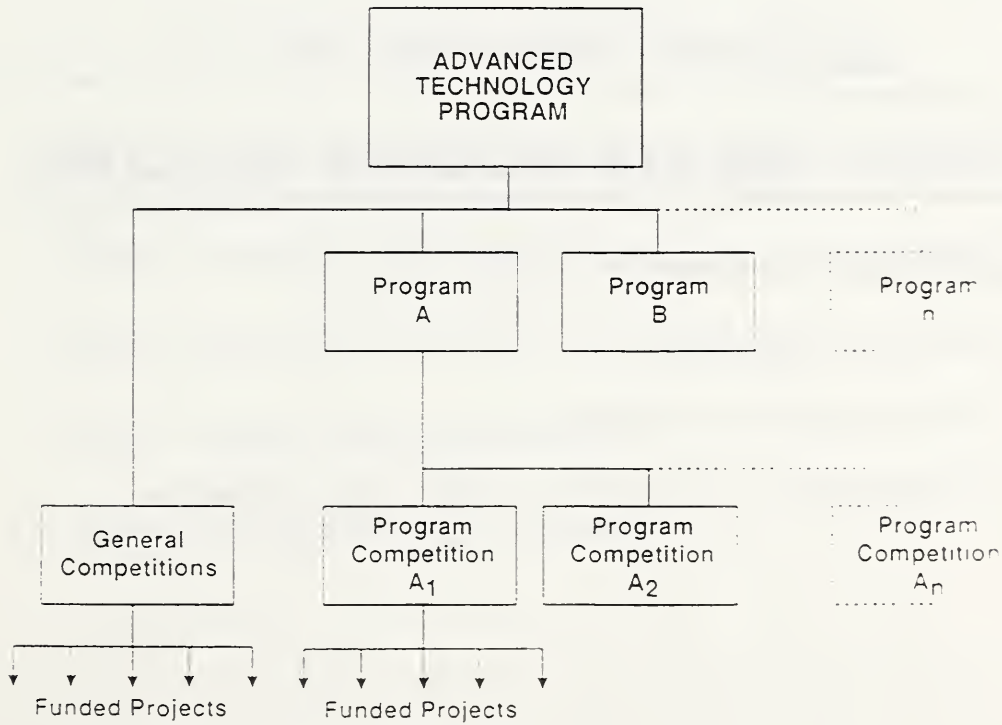 ADVANCED
TECHNOLOGY
PROGRAM
Program
A
Program
B
Program
n
General
Competitions
Program
Competition
A1
Program
Competition
A2
Program
Competition
An
Funded Projects
Funded Projects